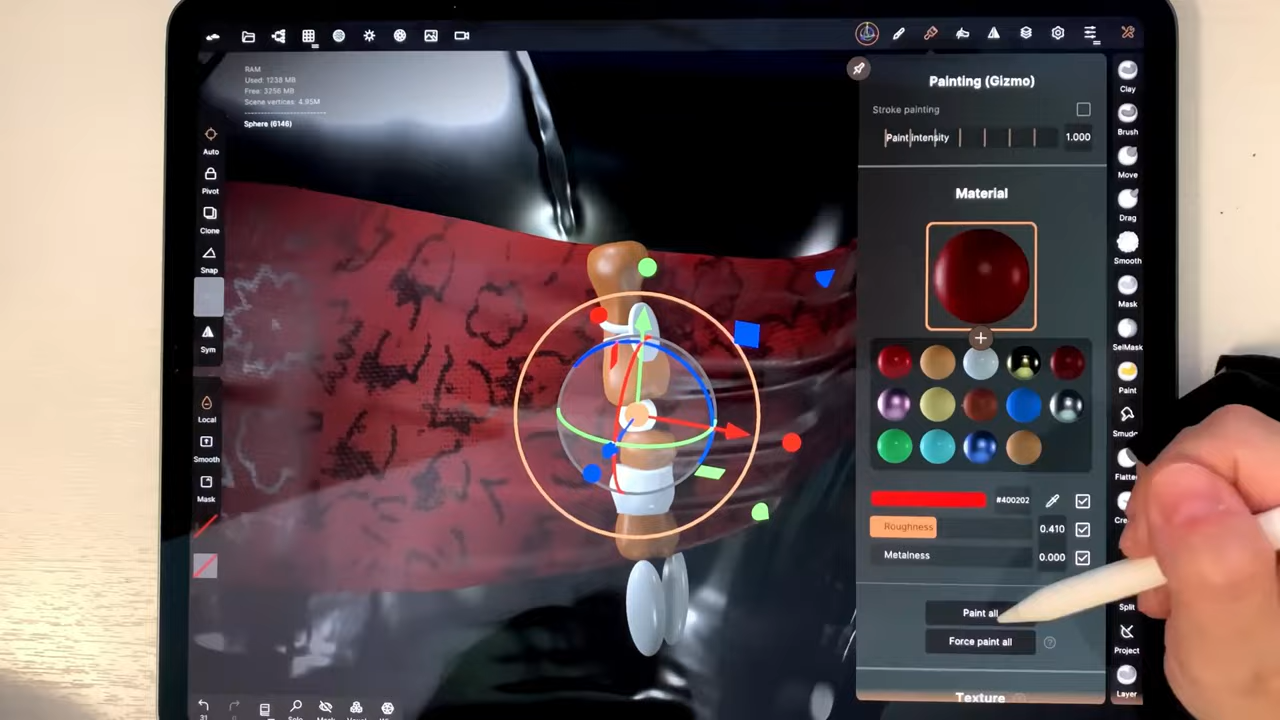 RAM
Used: 1238 MB
Free: 3256 MB
Scene vertices: 4.95M
Sphere (6146)
Auto
Pivot
Clone
Snap
Sym
Local
Smooth
Mask
31
Painting (Gizmo)
Stroke painting
Paint intensity 1.000
Material
#400202
Roughness 0.410
Metalness 0.000
Paint all
Force paint all ?
Texture
Clay
Brush
Move
Drag
Smooth
Mask
SelMask
Paint
Split
Project
Layer